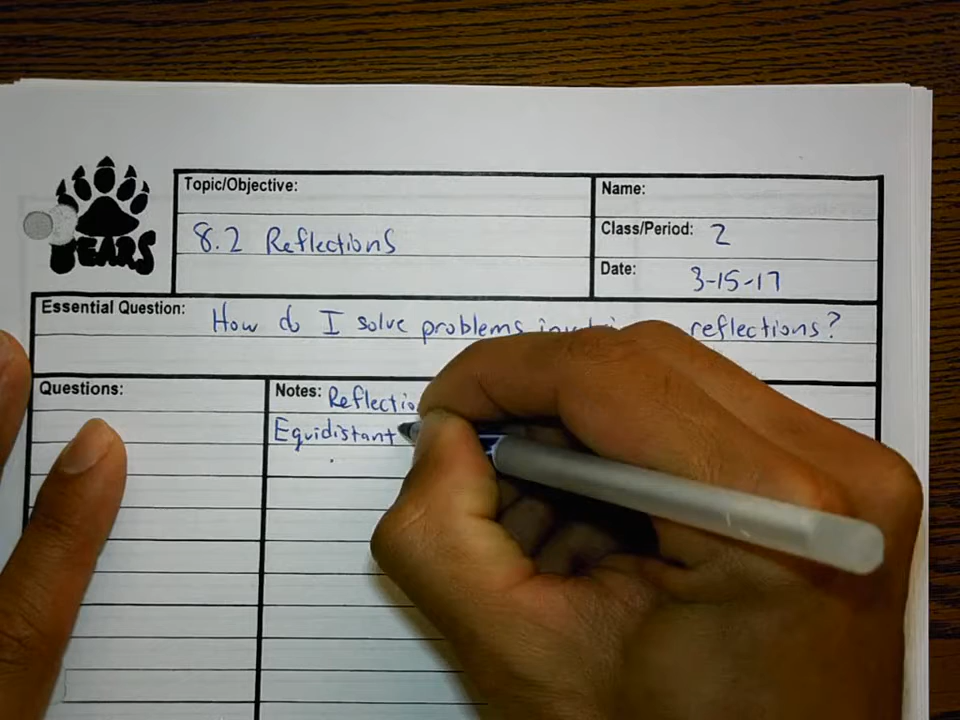 BEARS
Topic/Objective:
8.2 Reflections
Name:
Class/Period: 2
Date: 3-15-17
Essential Question: How do I solve problems reflections?
Questions:
Notes:
Equidistant